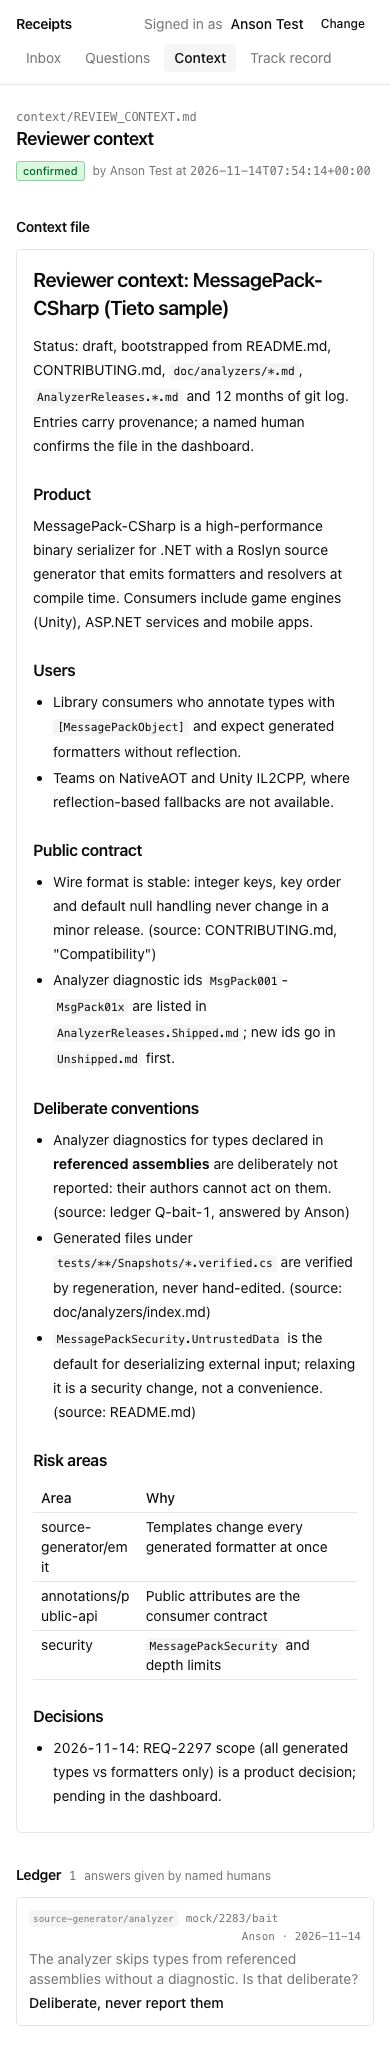 Receipts
Signed in as Anson Test Change
Inbox Questions Context Track record
context/REVIEW_CONTEXT.md
Reviewer context
confirmed by Anson Test at 2026-11-14T07:54:14+00:00
Context file
Reviewer context: MessagePack-
CSharp (Tieto sample)
Status: draft, bootstrapped from README.md,
CONTRIBUTING.md, doc/analyzers/*.md,
AnalyzerReleases.*.md and 12 months of git log.
Entries carry provenance; a named human
confirms the file in the dashboard.
Product
MessagePack-CSharp is a high-performance
binary serializer for .NET with a Roslyn source
generator that emits formatters and resolvers at
compile time. Consumers include game engines
(Unity), ASP.NET services and mobile apps.
Users
• Library consumers who annotate types with
[MessagePackObject] and expect generated
formatters without reflection.
• Teams on NativeAOT and Unity IL2CPP, where
reflection-based fallbacks are not available.
Public contract
• Wire format is stable: integer keys, key order
and default null handling never change in a
minor release. (source: CONTRIBUTING.md,
"Compatibility")
• Analyzer diagnostic ids MsgPack001-
MsgPack01x are listed in
AnalyzerReleases.Shipped.md; new ids go in
Unshipped.md first.
Deliberate conventions
• Analyzer diagnostics for types declared in
referenced assemblies are deliberately not
reported: their authors cannot act on them.
(source: ledger Q-bait-1, answered by Anson)
• Generated files under
tests/**/Snapshots/*.verified.cs are verified
by regeneration, never hand-edited. (source:
doc/analyzers/index.md)
• MessagePackSecurity.UntrustedData is the
default for deserializing external input; relaxing
it is a security change, not a convenience.
(source: README.md)
Risk areas
Area Why
source-
generator/em
it
Templates change every
generated formatter at once
annotations/p
ublic-api
Public attributes are the
consumer contract
security
MessagePackSecurity and
depth limits
Decisions
• 2026-11-14: REQ-2297 scope (all generated
types vs formatters only) is a product decision;
pending in the dashboard.
Ledger 1 answers given by named humans
source-generator/analyzer mock/2283/bait
Anson · 2026-11-14
The analyzer skips types from referenced
assemblies without a diagnostic. Is that deliberate?
Deliberate, never report them